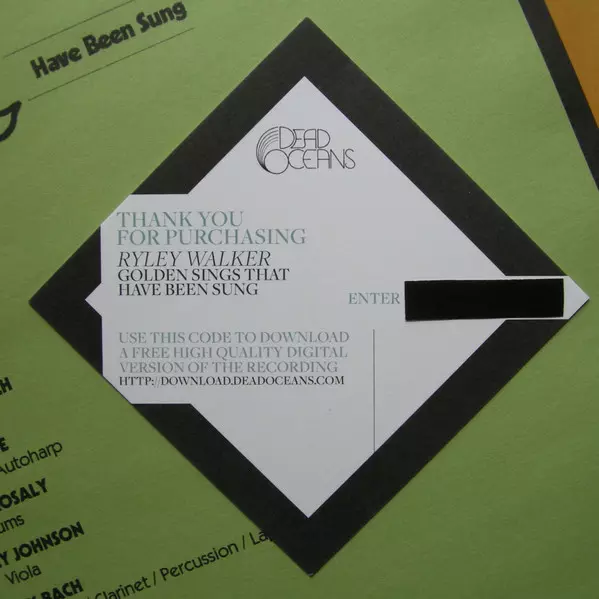 Have Been Sung
DEAD
OCEANS
THANK YOU
FOR PURCHASING
RYLEY WALKER
GOLDEN SINGS THAT
HAVE BEEN SUNG
ENTER
USE THIS CODE TO DOWNLOAD
A FREE HIGH QUALITY DIGITAL
VERSION OF THE RECORDING
HTTP://DOWNLOAD.DEADOCEANS.COM
Autoharp
OSALY
ums
Y JOHNSON
Viola
BACH
Clarinet / Percussion / La